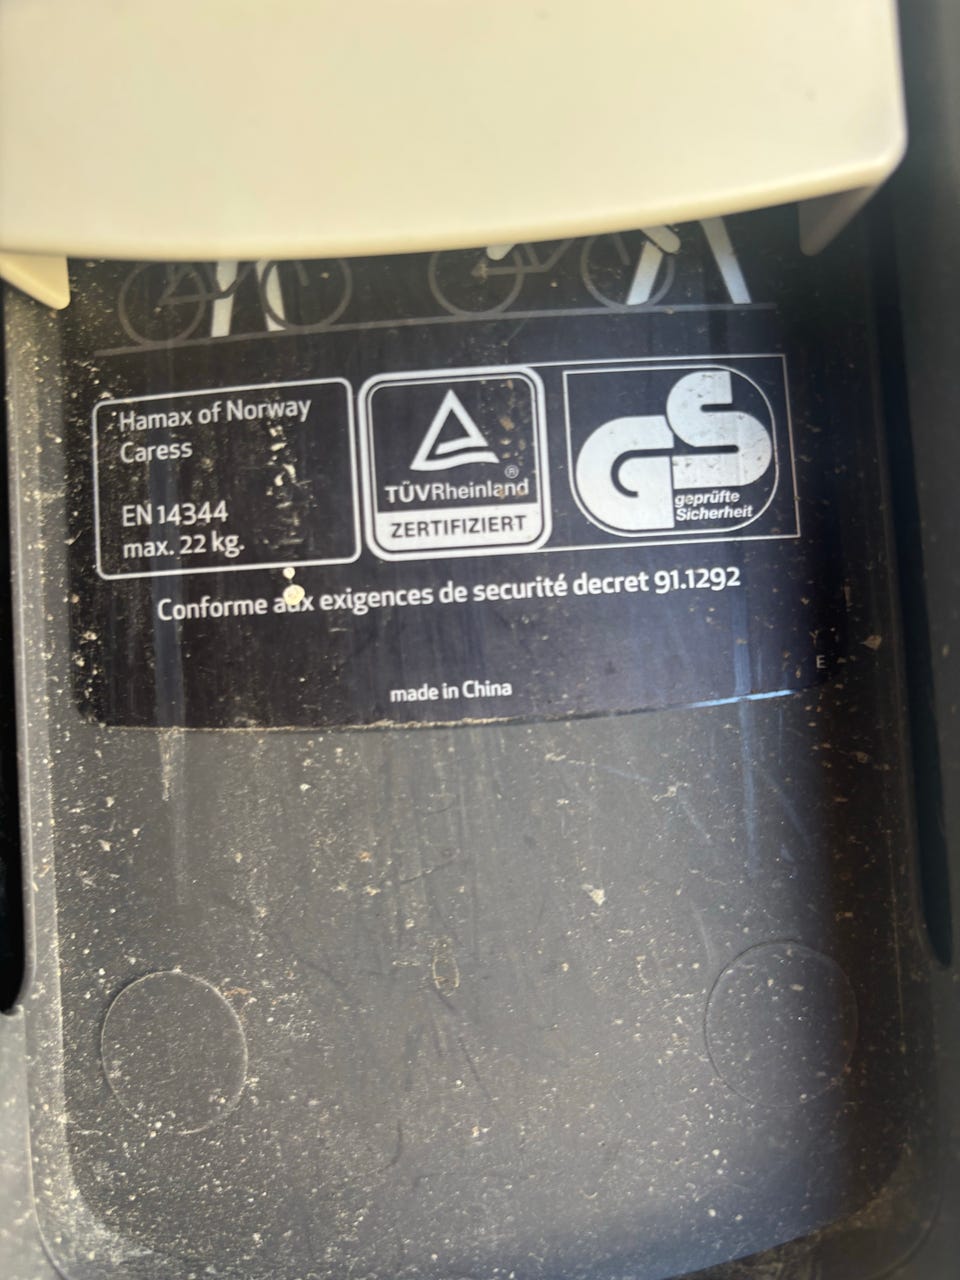 Hamax of Norway
Caress
EN 14344
max. 22 kg.
TÜVRheinland®
ZERTIFIZIERT
GS
geprüfte
Sicherheit
Conforme aux exigences de securité decret 91.1292
E
made in China